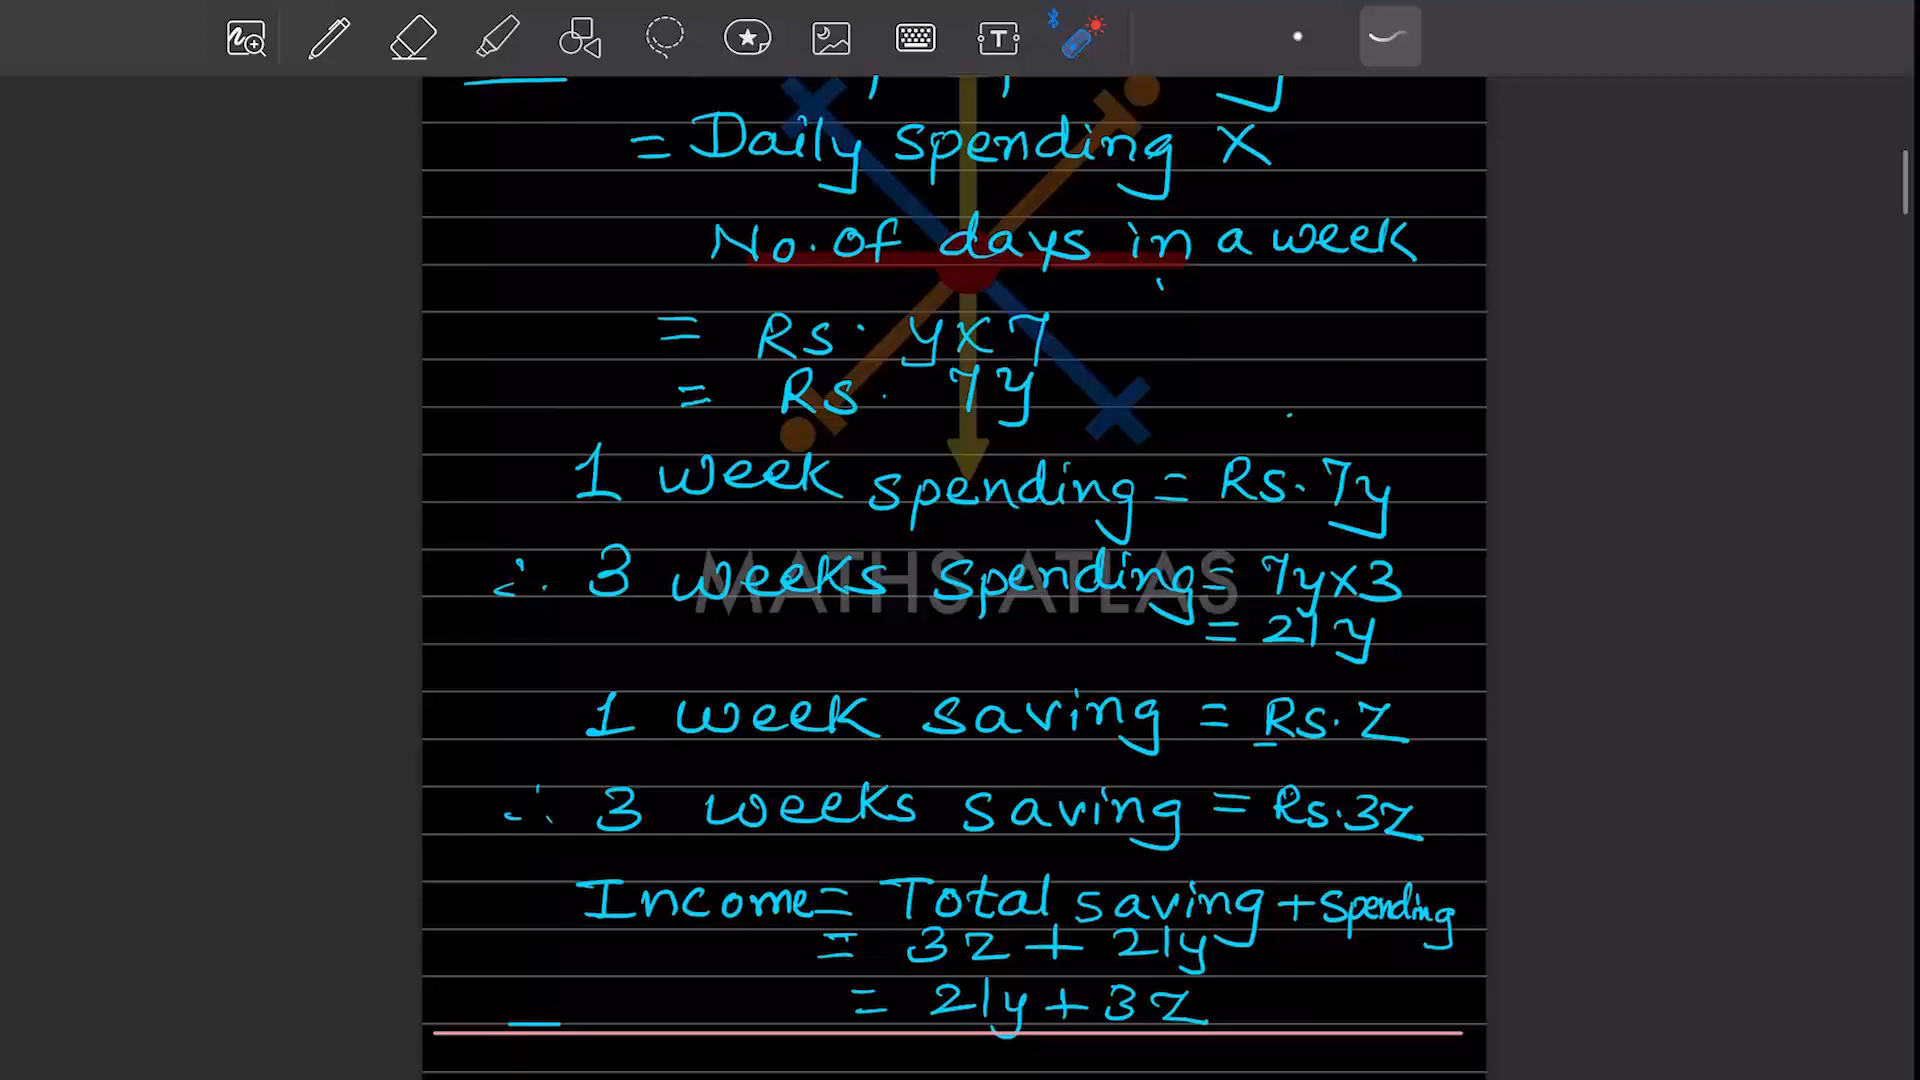 = Daily spending ×
No. of days in a week
= Rs. y×7
= Rs. 7y
1 week spending = Rs. 7y
∴ 3 weeks spending = 7y×3
= 21y
MATHS ATLAS
1 week saving = Rs. z
∴ 3 weeks saving = Rs. 3z
Income = Total saving + spending
= 3z + 21y
= 21y + 3z